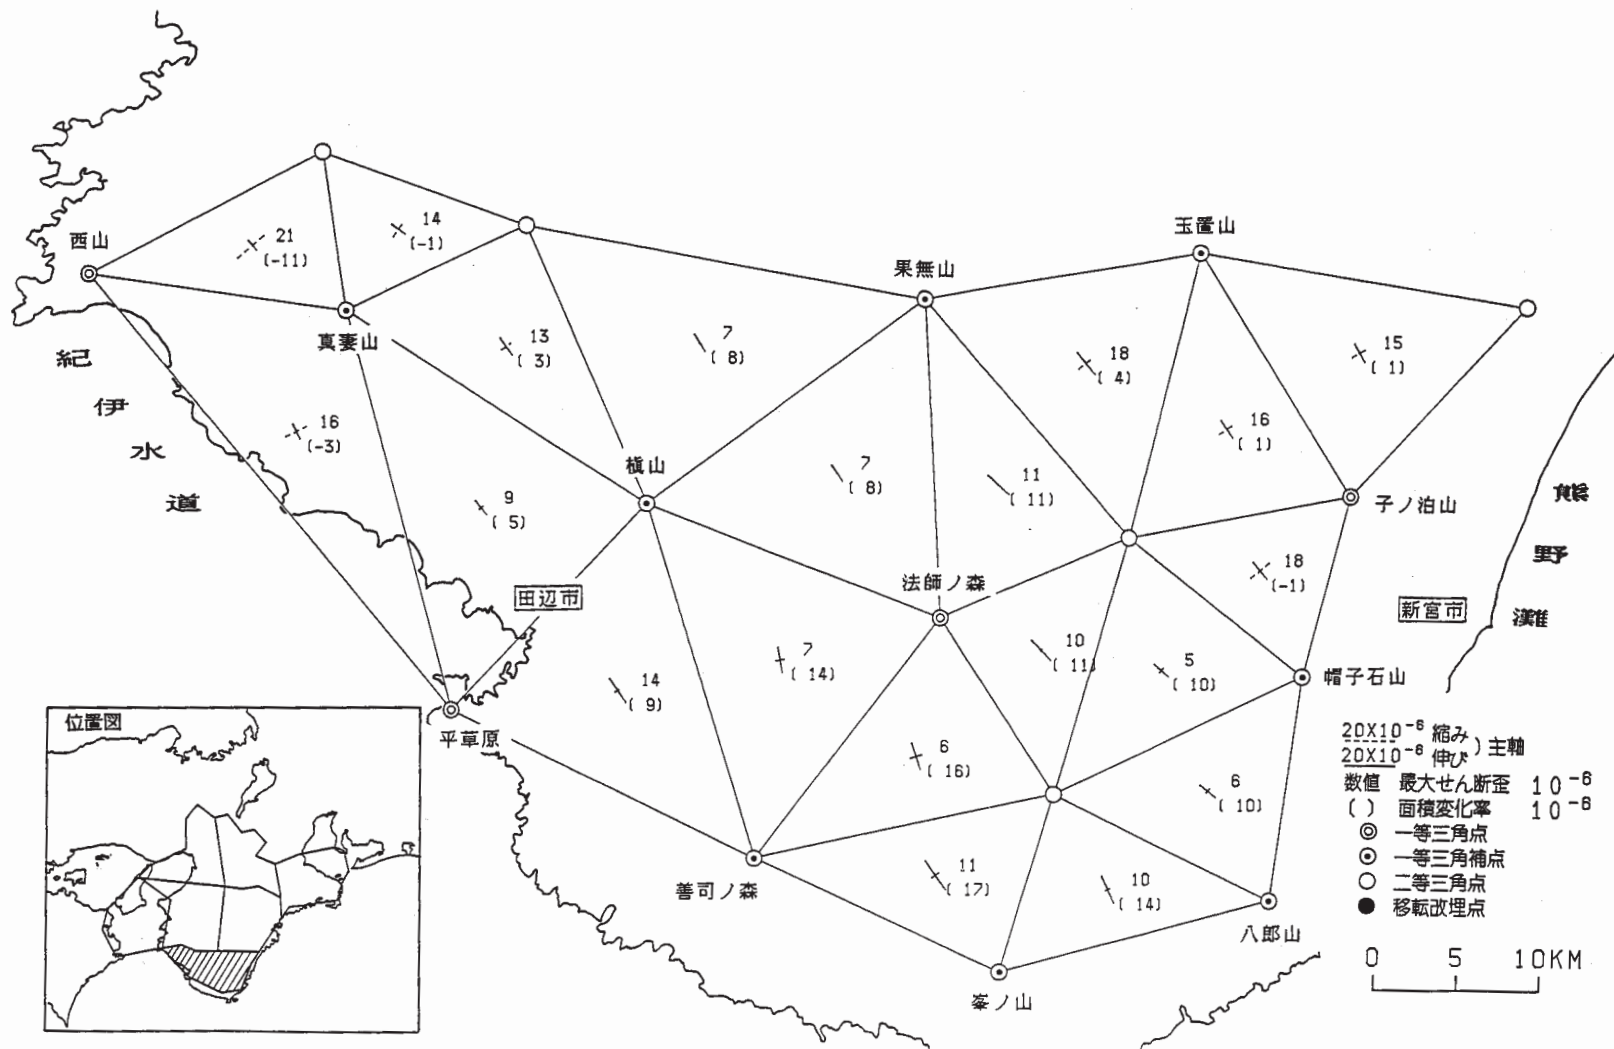 玉置山
果無山
西山
21
(-11)
14
(-1)
真妻山
13
( 3)
7
( 8)
18
( 4)
15
( 1)
紀伊水道
16
(-3)
16
( 1)
槇山
7
( 8)
11
( 11)
子ノ泊山
熊野灘
9
( 5)
田辺市
法師ノ森
18
(-1)
新宮市
7
( 14)
10
( 11)
5
( 10)
帽子石山
14
( 9)
平草原
6
( 16)
6
( 10)
善司ノ森
11
( 17)
10
( 14)
八郎山
峯ノ山
位置図
20X10⁻⁶ 縮み
20X10⁻⁶ 伸び ) 主軸
数値 最大せん断歪 10⁻⁶
( ) 面積変化率 10⁻⁶
◎ 一等三角点
⦿ 一等三角補点
○ 二等三角点
● 移転改埋点
0 5 10KM